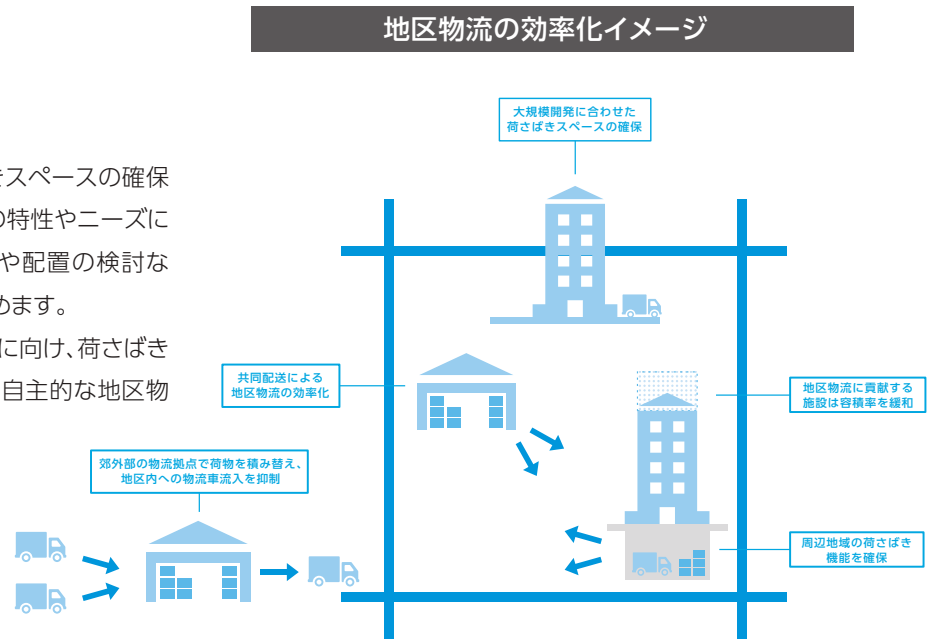 地区物流の効率化イメージ
大規模開発に合わせた
荷さばきスペースの確保
スペースの確保
の特性やニーズに
や配置の検討な
めます。
に向け、荷さばき
自主的な地区物
共同配送による
地区物流の効率化
地区物流に貢献する
施設は容積率を緩和
郊外部の物流拠点で荷物を積み替え、
地区内への物流車流入を抑制
周辺地域の荷さばき
機能を確保